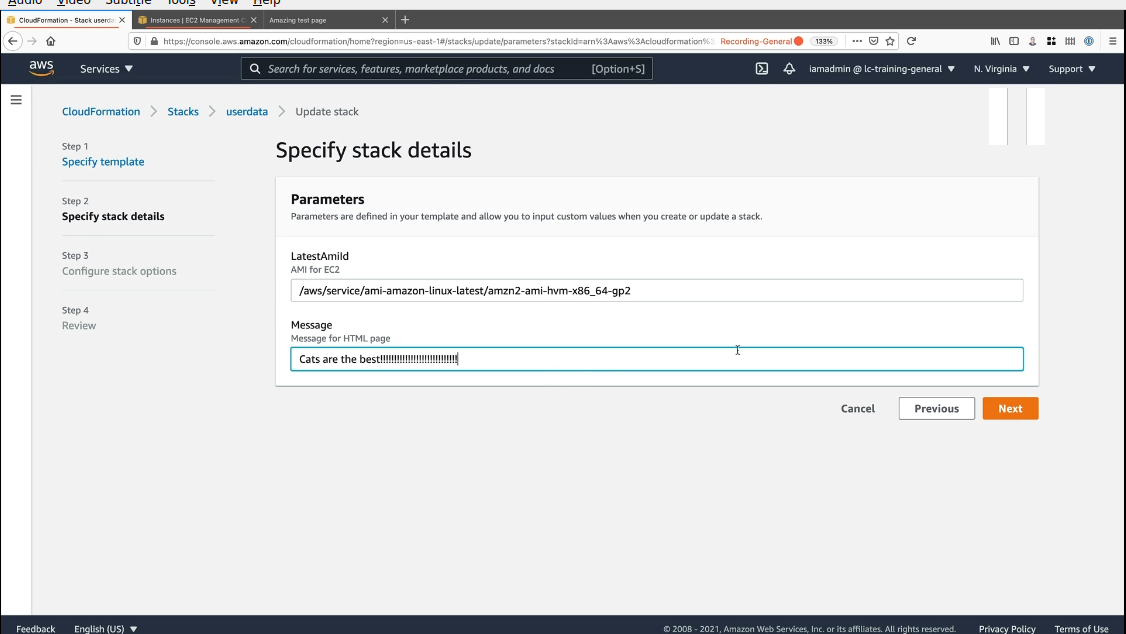 Audio Video Subtitle Tools View Help
CloudFormation - Stack userda
Instances | EC2 Management C
Amazing test page
https://console.aws.amazon.com/cloudformation/home?region=us-east-1#/stacks/update/parameters?stackId=arn%3Aaws%3Acloudformation%
Recording-General
133%
aws
Services
Search for services, features, marketplace products, and docs
[Option+S]
iamadmin @ lc-training-general
N. Virginia
Support
CloudFormation
Stacks
userdata
Update stack
Step 1
Specify template
Step 2
Specify stack details
Step 3
Configure stack options
Step 4
Review
Specify stack details
Parameters
Parameters are defined in your template and allow you to input custom values when you create or update a stack.
LatestAmiId
AMI for EC2
/aws/service/ami-amazon-linux-latest/amzn2-ami-hvm-x86_64-gp2
Message
Message for HTML page
Cats are the best!!!!!!!!!!!!!!!!!!!!!!!!!!!!
Cancel
Previous
Next
Feedback
English (US)
© 2008 - 2021, Amazon Web Services, Inc. or its affiliates. All rights reserved.
Privacy Policy
Terms of Use